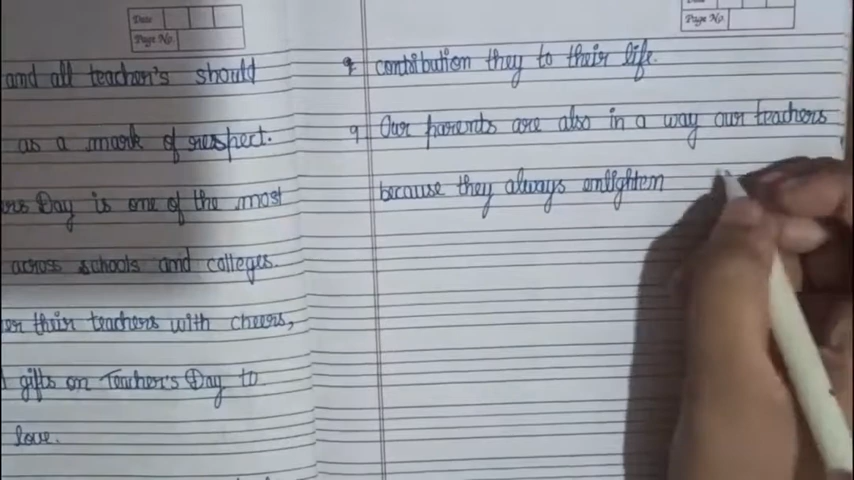 Date
Page No.
and all teacher's should
as a mark of respect.
ers Day is one of the most
across schools and colleges.
er their teachers with cheers,
gifts on Teacher's Day to
love.
Date
Page No.
contribution they to their life.
9 Our parents are also in a way our teachers
because they always enlighten